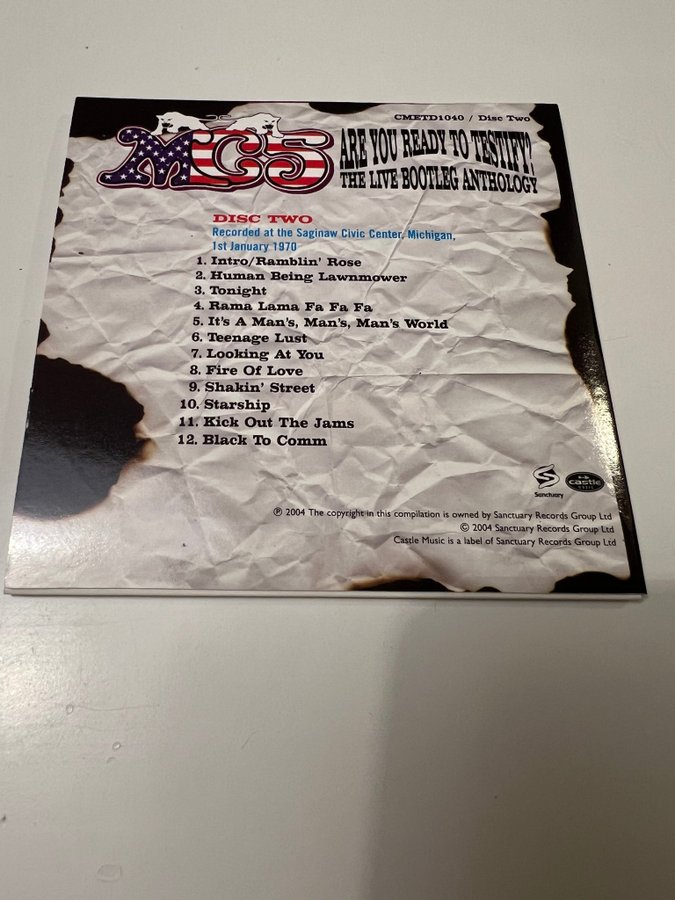 CMETD1040 / Disc Two
MC5
ARE YOU READY TO TESTIFY?
THE LIVE BOOTLEG ANTHOLOGY
DISC TWO
Recorded at the Saginaw Civic Center, Michigan,
1st January 1970
1. Intro/Ramblin' Rose
2. Human Being Lawnmower
3. Tonight
4. Rama Lama Fa Fa Fa
5. It's A Man's, Man's, Man's World
6. Teenage Lust
7. Looking At You
8. Fire Of Love
9. Shakin' Street
10. Starship
11. Kick Out The Jams
12. Black To Comm
Sanctuary
castle
MUSIC
℗ 2004 The copyright in this compilation is owned by Sanctuary Records Group Ltd
© 2004 Sanctuary Records Group Ltd
Castle Music is a label of Sanctuary Records Group Ltd